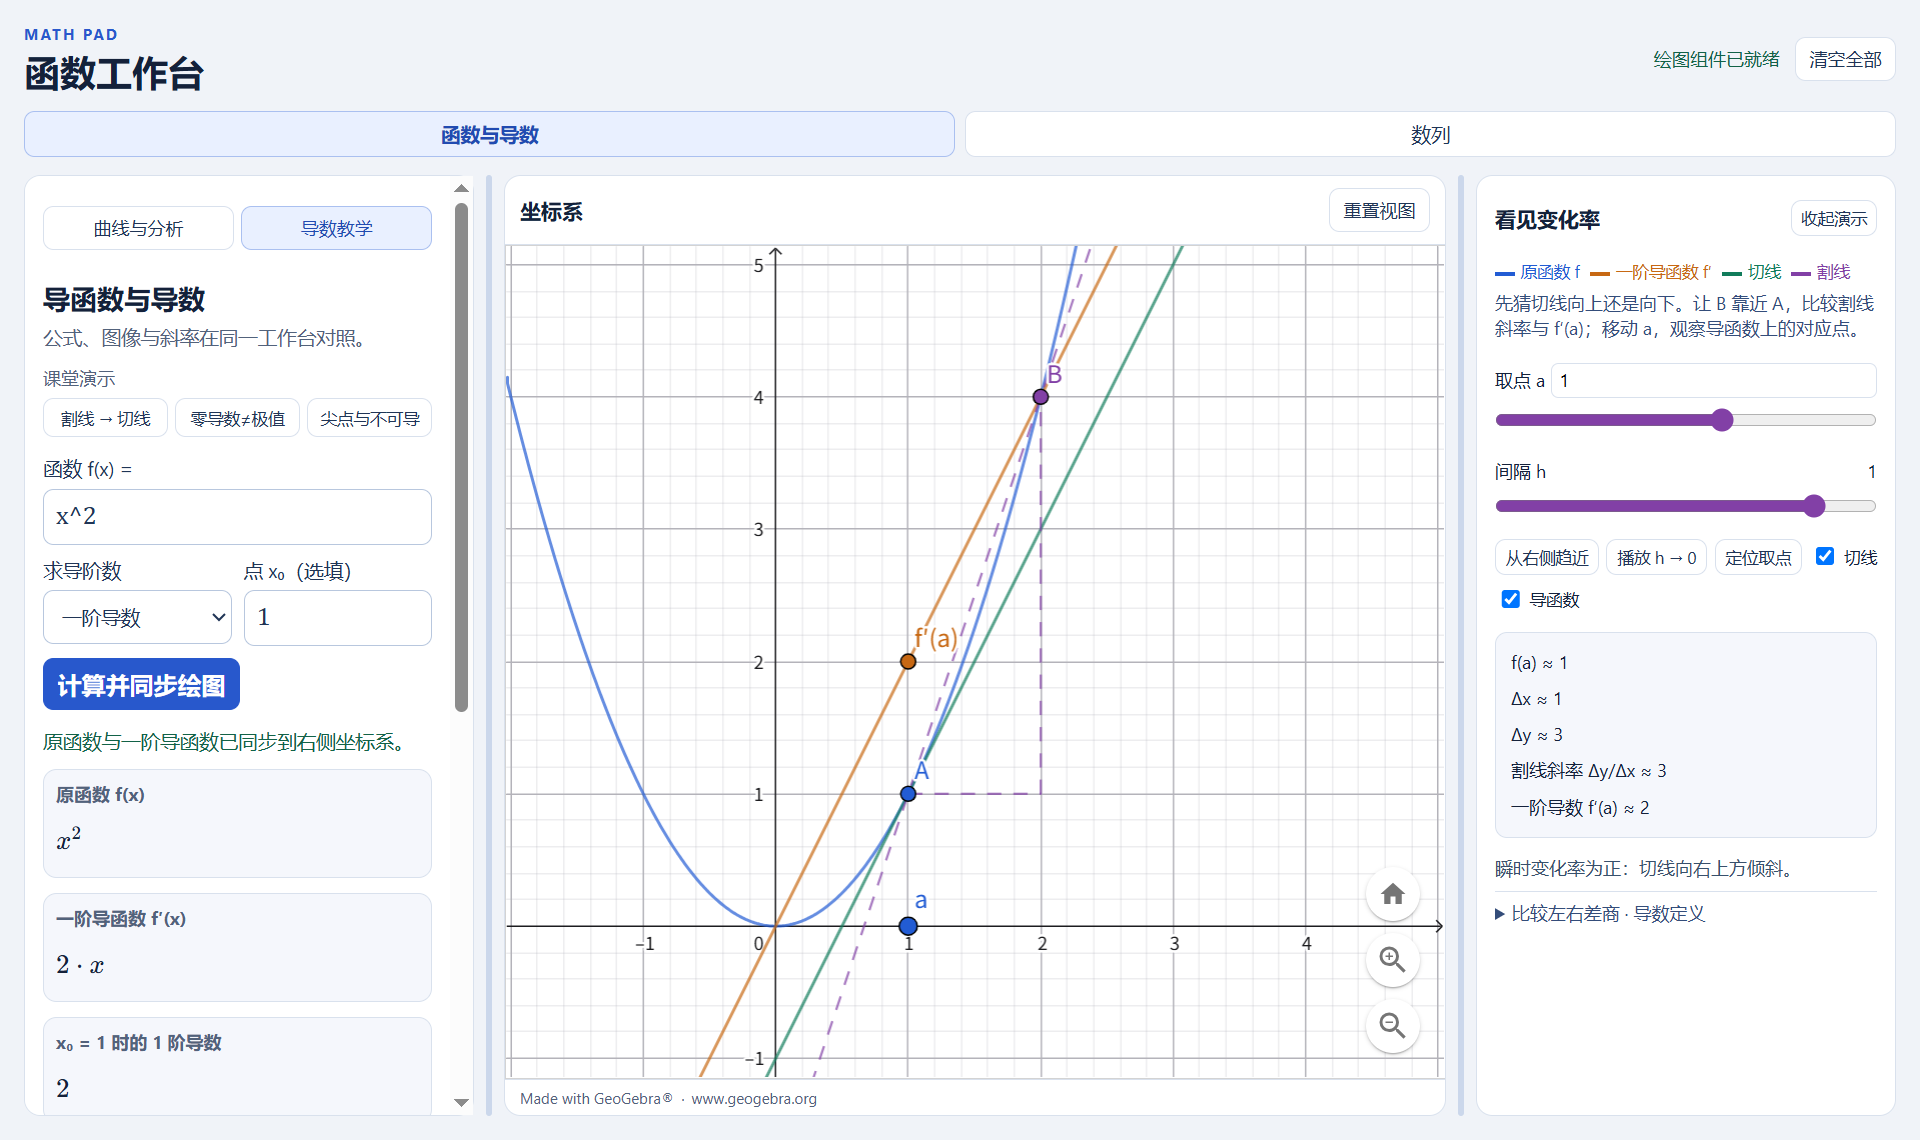 MATH PAD
函数工作台
绘图组件已就绪
清空全部
函数与导数
数列
曲线与分析
导数教学
导函数与导数
公式、图像与斜率在同一工作台对照。
课堂演示
割线 → 切线
零导数≠极值
尖点与不可导
函数 f(x) =
x^2
求导阶数
点 x₀（选填）
一阶导数
1
计算并同步绘图
原函数与一阶导函数已同步到右侧坐标系。
原函数 f(x)
x²
一阶导函数 f′(x)
2 · x
x₀ = 1 时的 1 阶导数
2
坐标系
重置视图
5
4
3
2
1
0
−1
−1
1
2
3
4
B
f′(a)
A
a
Made with GeoGebra® · www.geogebra.org
看见变化率
收起演示
原函数 f
一阶导函数 f′
切线
割线
先猜切线向上还是向下。让 B 靠近 A，比较割线
斜率与 f′(a)；移动 a，观察导函数上的对应点。
取点 a
1
间隔 h
1
从右侧趋近
播放 h → 0
定位取点
切线
导函数
f(a) ≈ 1
Δx ≈ 1
Δy ≈ 3
割线斜率 Δy/Δx ≈ 3
一阶导数 f′(a) ≈ 2
瞬时变化率为正：切线向右上方倾斜。
比较左右差商 · 导数定义